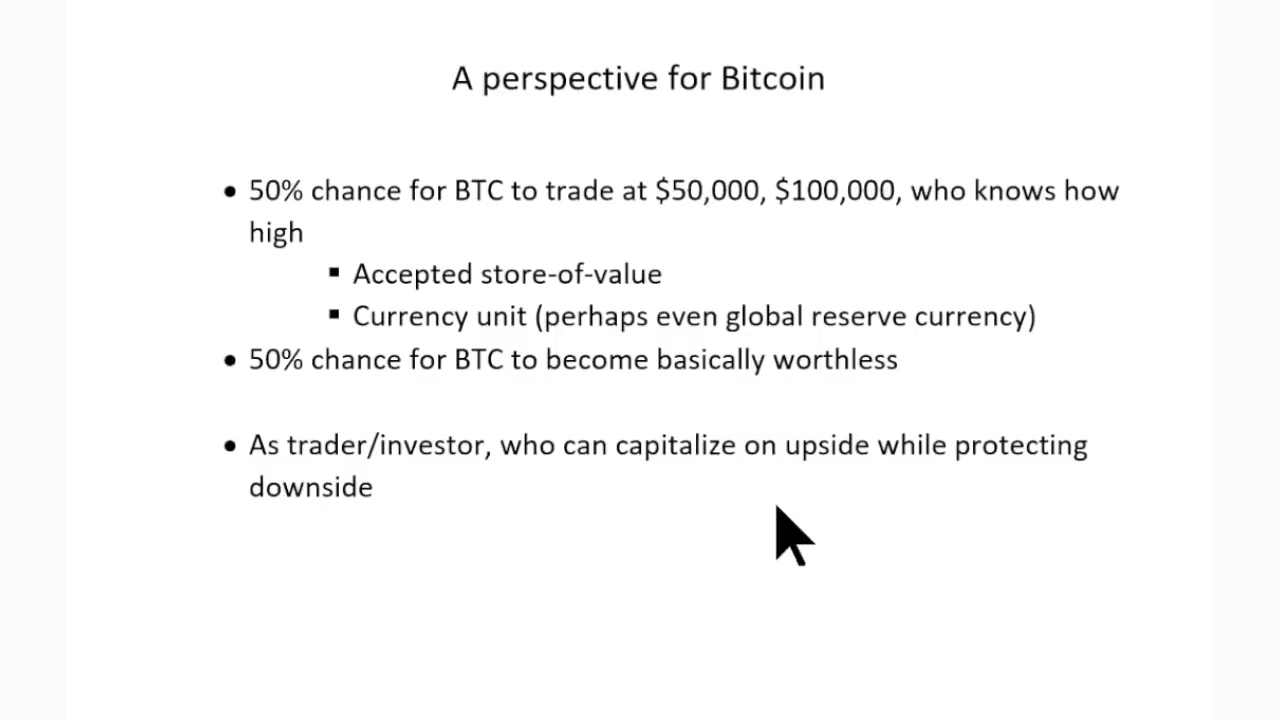 A perspective for Bitcoin
• 50% chance for BTC to trade at $50,000, $100,000, who knows how
high
▪ Accepted store-of-value
▪ Currency unit (perhaps even global reserve currency)
• 50% chance for BTC to become basically worthless
• As trader/investor, who can capitalize on upside while protecting
downside